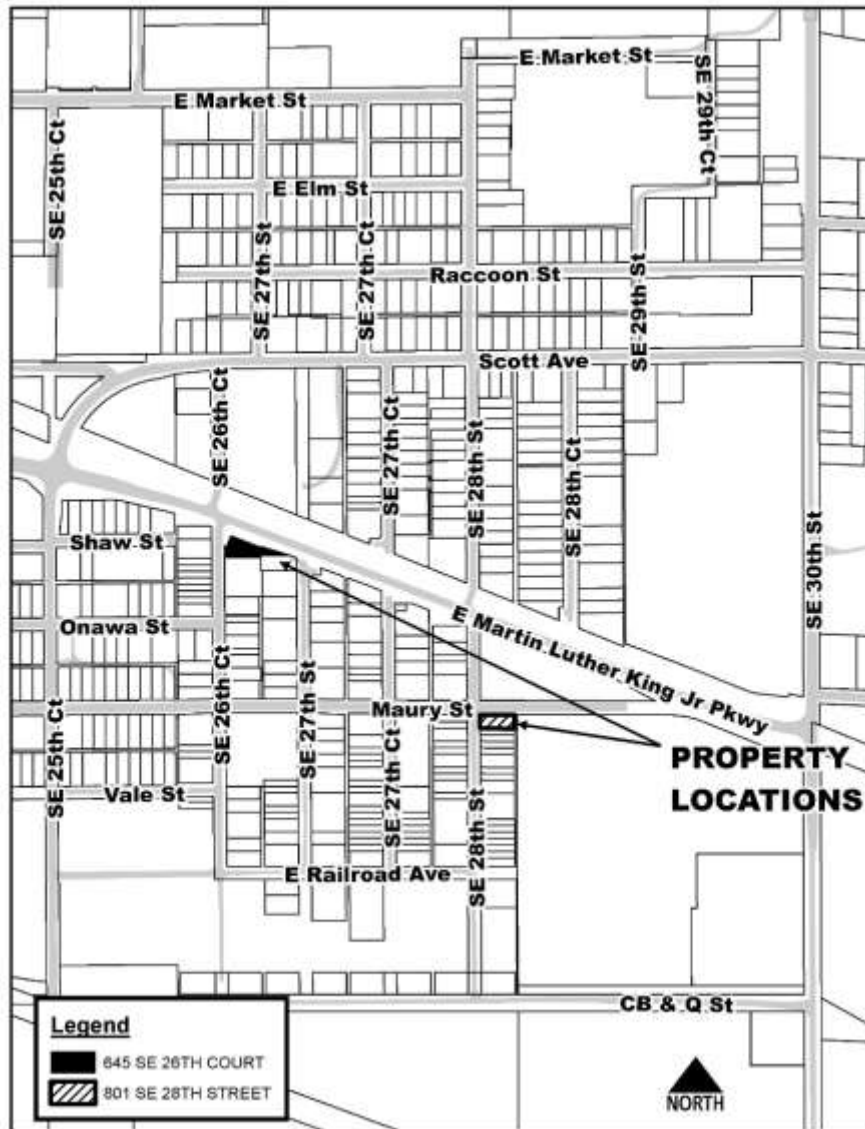 E Market St
E Market St
SE 29th Ct
SE 25th Ct
E Elm St
SE 27th St
SE 27th Ct
Raccoon St
SE 29th St
Scott Ave
SE 26th Ct
SE 27th Ct
SE 28th St
SE 28th Ct
SE 30th St
Shaw St
Onawa St
E Martin Luther King Jr Pkwy
SE 26th Ct
SE 27th St
Maury St
SE 25th Ct
SE 27th Ct
PROPERTY
LOCATIONS
Vale St
SE 28th St
E Railroad Ave
CB & Q St
Legend
645 SE 26TH COURT
801 SE 28TH STREET
NORTH